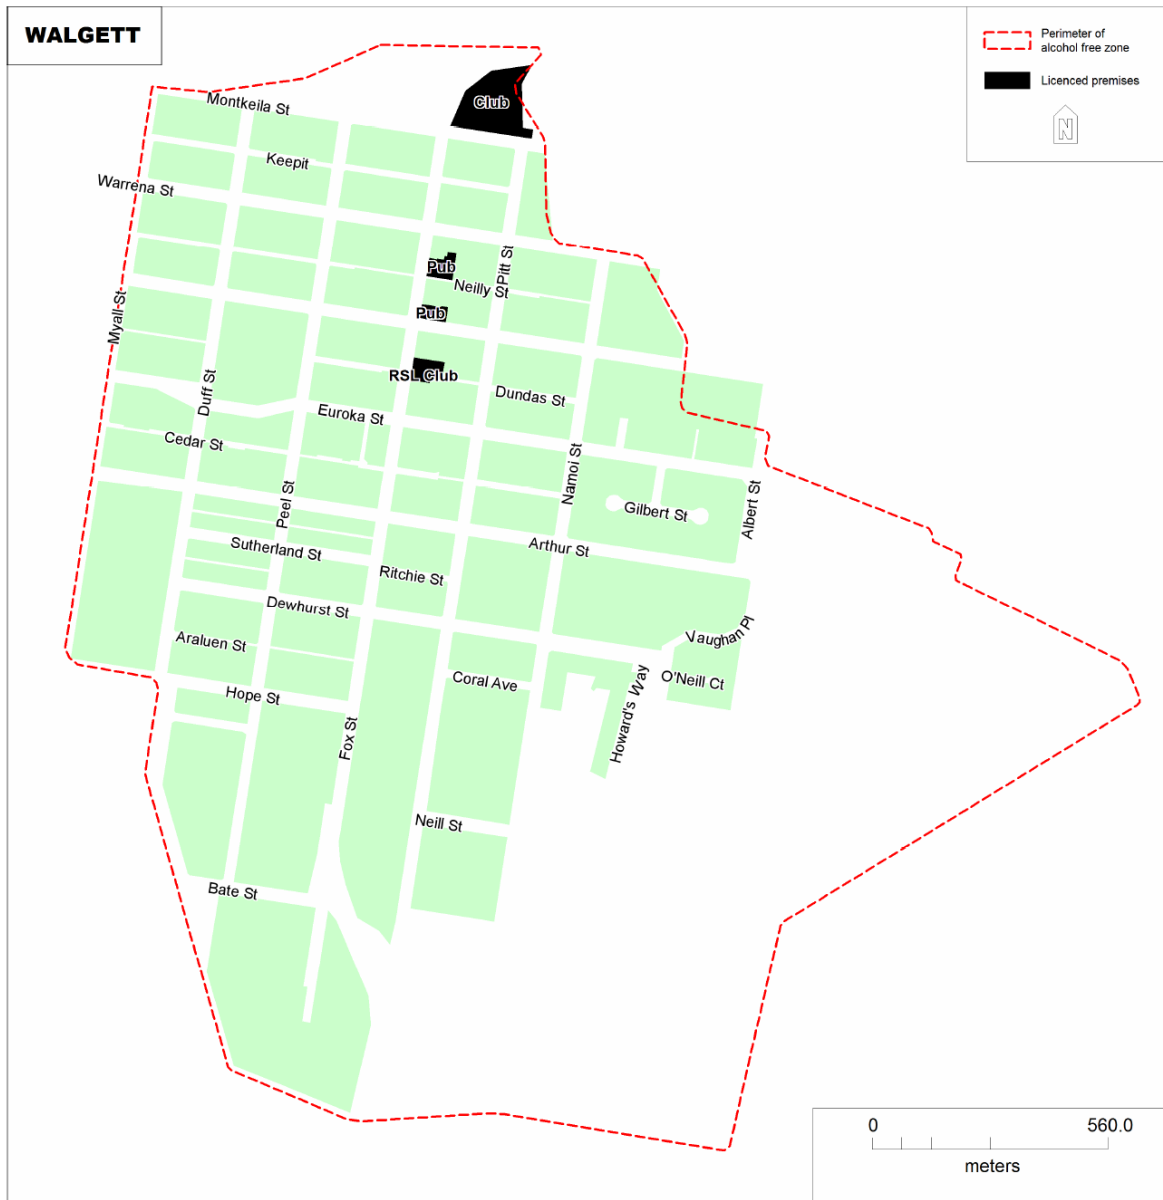 WALGETT
Perimeter of
alcohol free zone
Licenced premises
N
Club
Montkeila St
Keepit
Warrena St
Pitt St
Pub
Neilly St
Pub
Myall St
RSL Club
Duff St
Dundas St
Euroka St
Cedar St
Namoi St
Peel St
Gilbert St
Albert St
Sutherland St
Arthur St
Ritchie St
Dewhurst St
Araluen St
Vaughan Pl
Coral Ave
O'Neill Ct
Hope St
Howard's Way
Fox St
Neill St
Bate St
0 560.0
meters